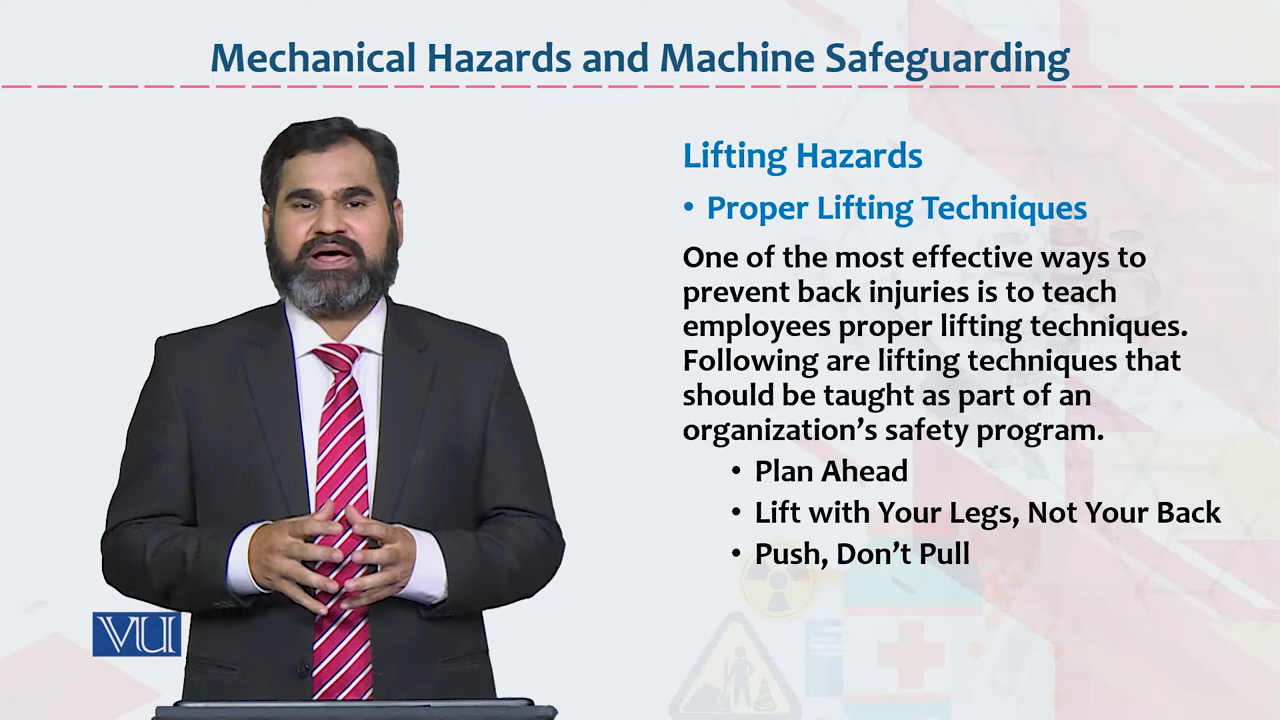 Mechanical Hazards and Machine Safeguarding
Lifting Hazards
• Proper Lifting Techniques
One of the most effective ways to
prevent back injuries is to teach
employees proper lifting techniques.
Following are lifting techniques that
should be taught as part of an
organization’s safety program.
• Plan Ahead
• Lift with Your Legs, Not Your Back
• Push, Don’t Pull
VU